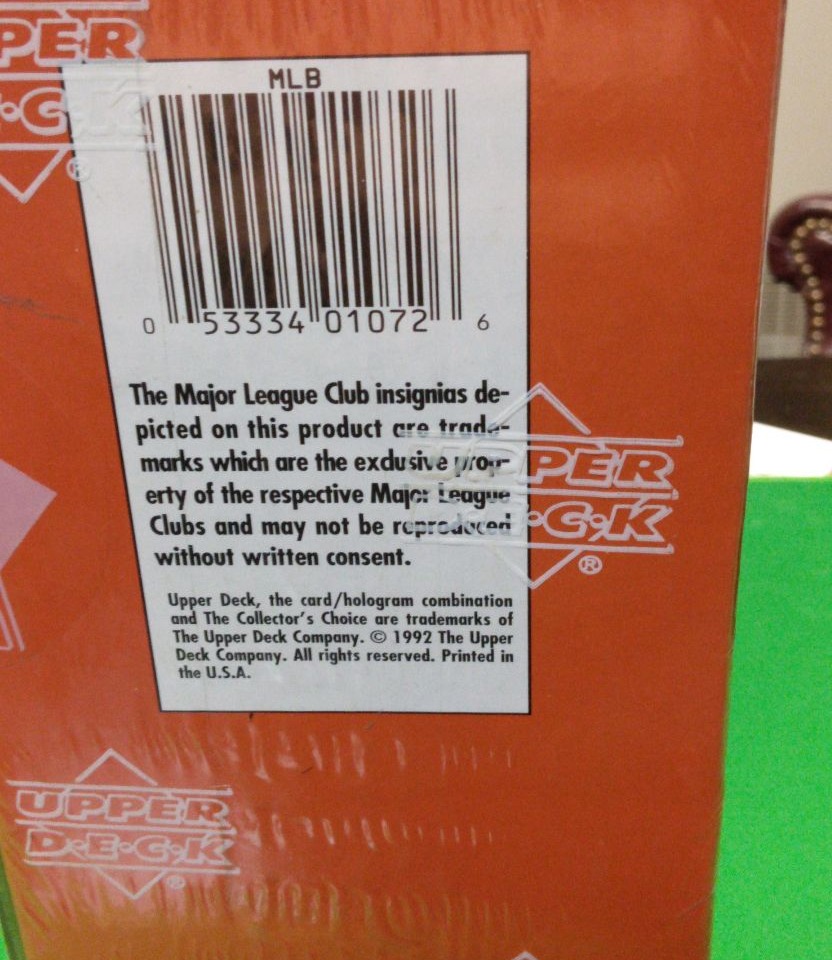 PER
E•C•K
®
MLB
0 53334 01072 6
The Major League Club insignias de-
picted on this product are trade-
marks which are the exclusive prop-
erty of the respective Major League
Clubs and may not be reproduced
without written consent.
UPPER
D•E•C•K
®
Upper Deck, the card/hologram combination
and The Collector's Choice are trademarks of
The Upper Deck Company. © 1992 The Upper
Deck Company. All rights reserved. Printed in
the U.S.A.
UPPER
D•E•C•K
®